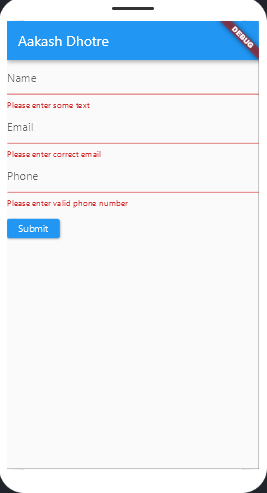 Aakash Dhotre
DEBUG
Name
Please enter some text
Email
Please enter correct email
Phone
Please enter valid phone number
Submit